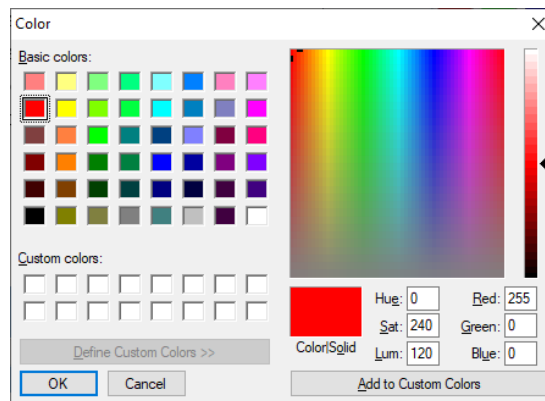 Color
Basic colors:
Custom colors:
Define Custom Colors >>
OK Cancel
Color|Solid
Hue: 0 Red: 255
Sat: 240 Green: 0
Lum: 120 Blue: 0
Add to Custom Colors